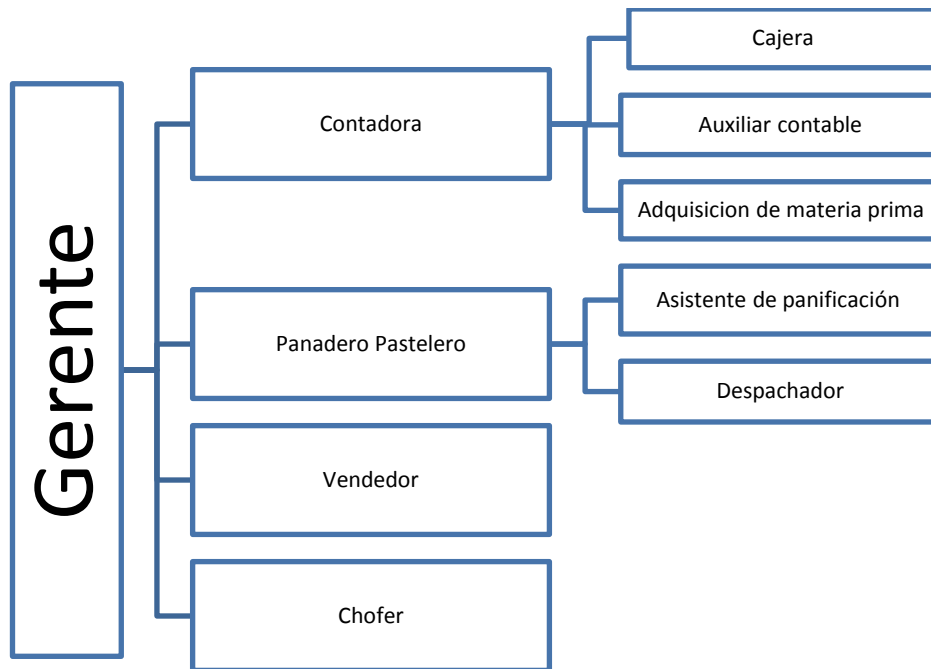 Gerente
Contadora
Cajera
Auxiliar contable
Adquisicion de materia prima
Panadero Pastelero
Asistente de panificación
Despachador
Vendedor
Chofer